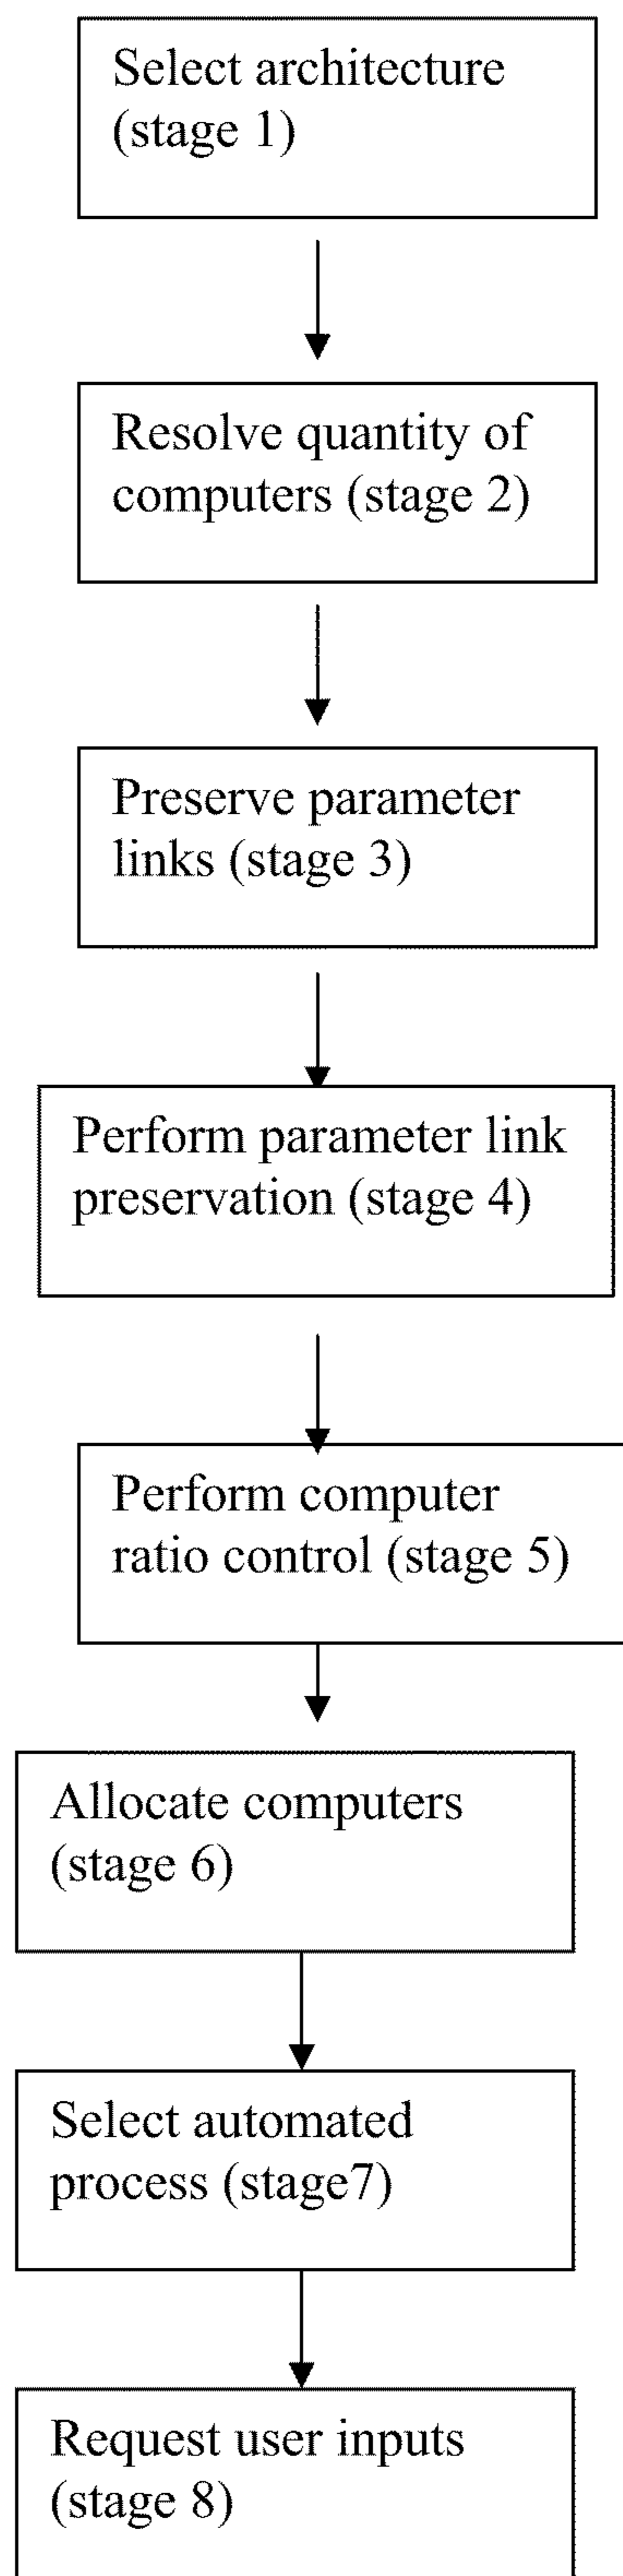 Select architecture
(stage 1)
Resolve quantity of
computers (stage 2)
Preserve parameter
links (stage 3)
Perform parameter link
preservation (stage 4)
Perform computer
ratio control (stage 5)
Allocate computers
(stage 6)
Select automated
process (stage7)
Request user inputs
(stage 8)